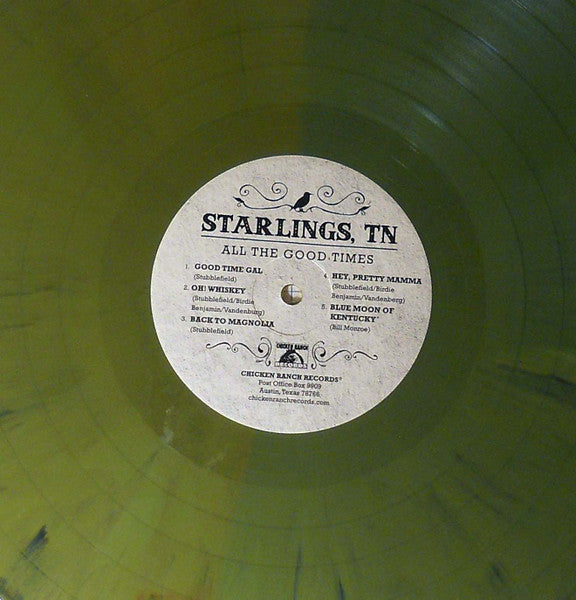 STARLINGS, TN
ALL THE GOOD TIMES
1. GOOD TIME GAL
(Stubblefield)
2. OH! WHISKEY
(Stubblefield/Birdie
Benjamin/Vandenburg)
3. BACK TO MAGNOLIA
(Stubblefield)
4. HEY, PRETTY MAMMA
(Stubblefield/Birdie
Benjamin/Vandenberg)
5. BLUE MOON OF
KENTUCKY
(Bill Monroe)
CHICKEN RANCH
RECORDS
CHICKEN RANCH RECORDS®
Post Office Box 9909
Austin, Texas 78766
chickenranchrecords.com